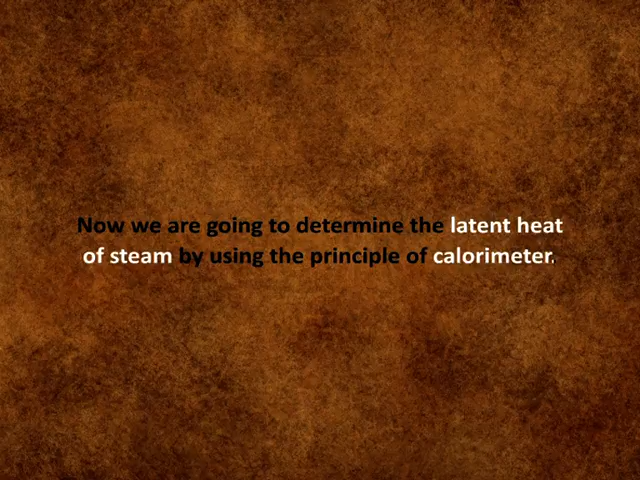 Now we are going to determine the latent heat
of steam by using the principle of calorimeter.